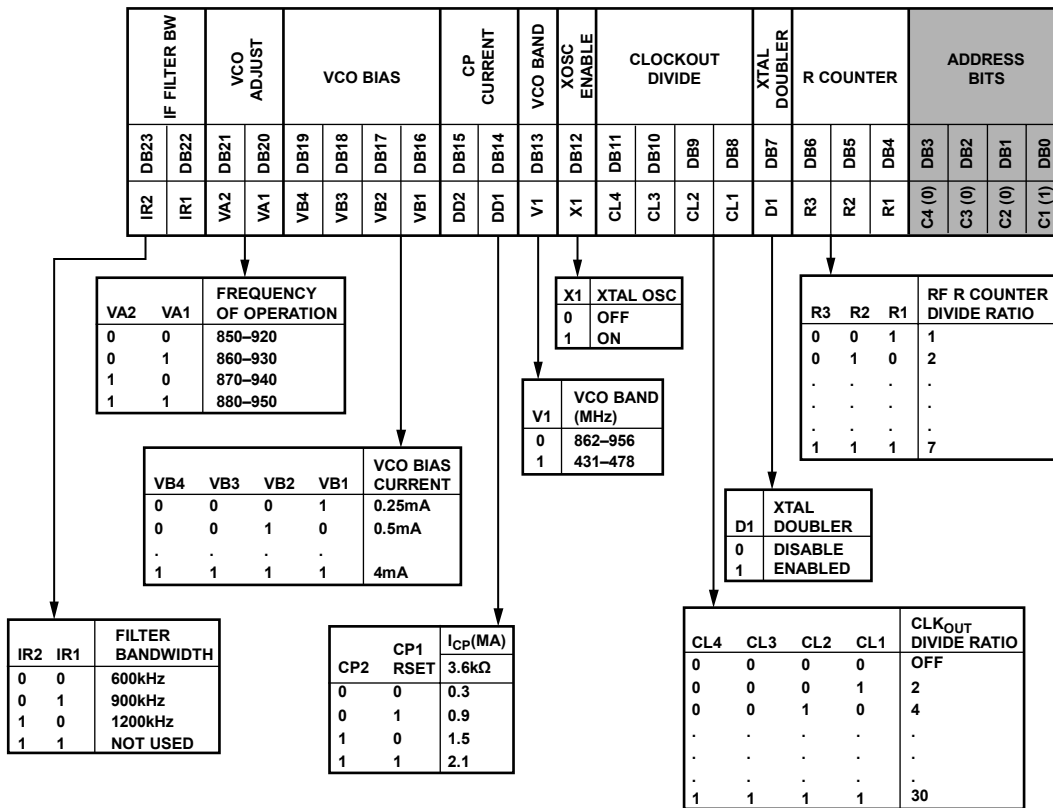 IF FILTER BW
VCO ADJUST
VCO BIAS
CP CURRENT
VCO BAND
XOSC ENABLE
CLOCKOUT DIVIDE
XTAL DOUBLER
R COUNTER
ADDRESS BITS
DB23 DB22 DB21 DB20 DB19 DB18 DB17 DB16 DB15 DB14 DB13 DB12 DB11 DB10 DB9 DB8 DB7 DB6 DB5 DB4 DB3 DB2 DB1 DB0
IR2 IR1 VA2 VA1 VB4 VB3 VB2 VB1 DD2 DD1 V1 X1 CL4 CL3 CL2 CL1 D1 R3 R2 R1 C4 (0) C3 (0) C2 (0) C1 (1)
VA2 VA1 FREQUENCY OF OPERATION
0 0 850–920
0 1 860–930
1 0 870–940
1 1 880–950
X1 XTAL OSC
0 OFF
1 ON
R3 R2 R1 RF R COUNTER DIVIDE RATIO
0 0 1 1
0 1 0 2
. . . .
. . . .
. . . .
1 1 1 7
V1 VCO BAND (MHz)
0 862–956
1 431–478
VB4 VB3 VB2 VB1 VCO BIAS CURRENT
0 0 0 1 0.25mA
0 0 1 0 0.5mA
. . . .
1 1 1 1 4mA
D1 XTAL DOUBLER
0 DISABLE
1 ENABLED
IR2 IR1 FILTER BANDWIDTH
0 0 600kHz
0 1 900kHz
1 0 1200kHz
1 1 NOT USED
CP2 CP1 RSET ICP(MA) 3.6kΩ
0 0 0.3
0 1 0.9
1 0 1.5
1 1 2.1
CL4 CL3 CL2 CL1 CLKOUT DIVIDE RATIO
0 0 0 0 OFF
0 0 0 1 2
0 0 1 0 4
. . . . .
. . . . .
. . . . .
1 1 1 1 30